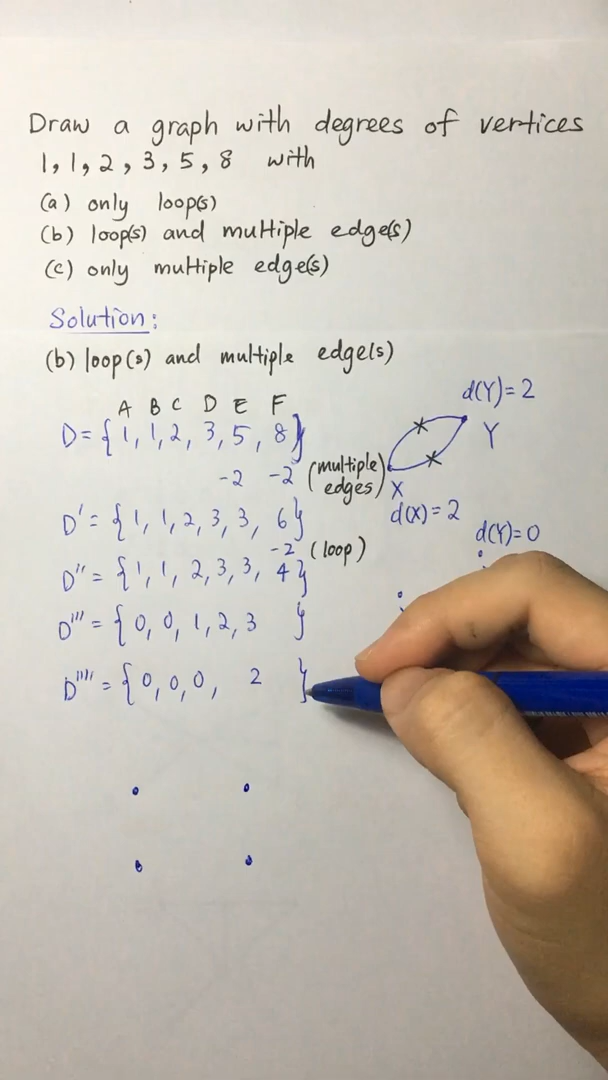 Draw a graph with degrees of vertices
1, 1, 2, 3, 5, 8 with
(a) only loop(s)
(b) loop(s) and multiple edge(s)
(c) only multiple edge(s)
Solution:
(b) loop(s) and multiple edge(s)
A B C D E F
D = {1, 1, 2, 3, 5, 8}
-2 -2 (multiple edges)
D' = {1, 1, 2, 3, 3, 6}
-2 (loop)
D'' = {1, 1, 2, 3, 3, 4}
D''' = {0, 0, 1, 2, 3 }
D'''' = {0, 0, 0, 2 }
d(Y)=2
Y
X
d(X)=2
d(Y)=0